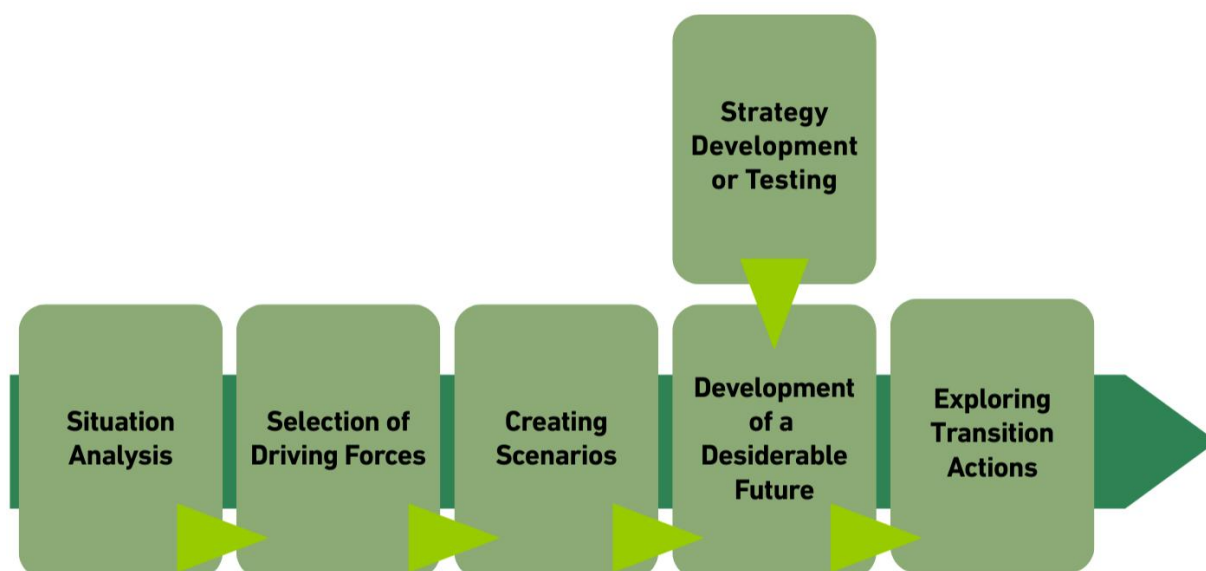 Strategy
Development
or Testing
Situation
Analysis
Selection of
Driving Forces
Creating
Scenarios
Development
of a
Desiderable
Future
Exploring
Transition
Actions